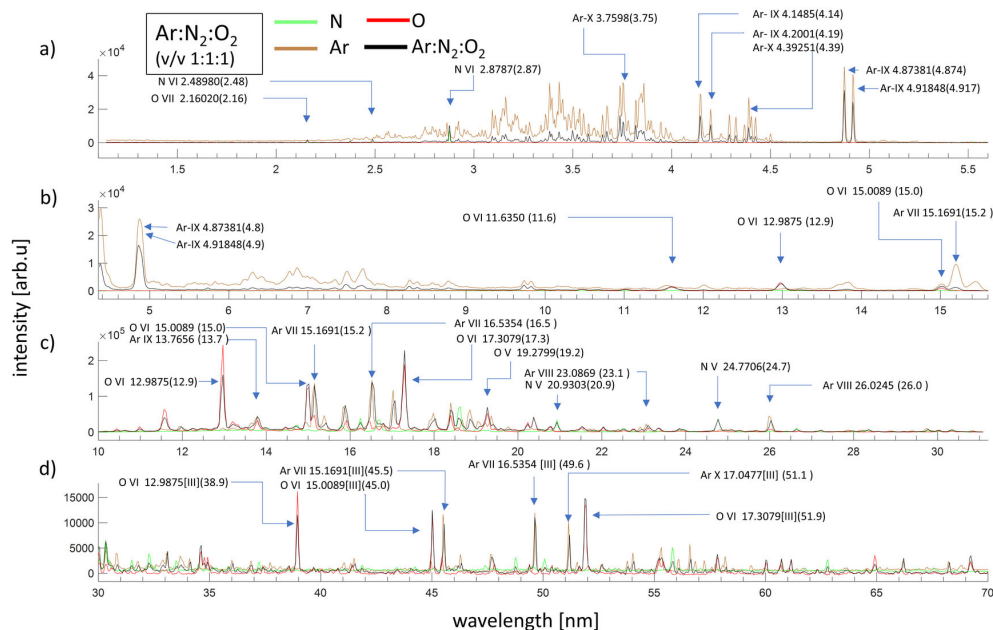 Ar:N₂:O₂
(v/v 1:1:1)
N
O
Ar
Ar:N₂:O₂
a)
×10⁴
4
2
0
N VI 2.48980(2.48)
O VII 2.16020(2.16)
N VI 2.8787(2.87)
Ar-X 3.7598(3.75)
Ar- IX 4.1485(4.14)
Ar- IX 4.2001(4.19)
Ar-X 4.39251(4.39)
Ar-IX 4.87381(4.874)
Ar-IX 4.91848(4.917)
1.5 2 2.5 3 3.5 4 4.5 5 5.5
b)
×10⁴
3
2
1
0
Ar-IX 4.87381(4.8)
Ar-IX 4.91848(4.9)
O VI 11.6350 (11.6)
O VI 12.9875 (12.9)
O VI 15.0089 (15.0)
Ar VII 15.1691(15.2 )
5 6 7 8 9 10 11 12 13 14 15
intensity [arb.u]
c)
×10⁵
2
1
0
O VI 15.0089 (15.0)
Ar IX 13.7656 (13.7 )
O VI 12.9875(12.9)
Ar VII 15.1691(15.2 )
Ar VII 16.5354 (16.5 )
O VI 17.3079(17.3)
O V 19.2799(19.2)
Ar VIII 23.0869 (23.1 )
N V 20.9303(20.9)
N V 24.7706(24.7)
Ar VIII 26.0245 (26.0 )
10 12 14 16 18 20 22 24 26 28 30
d)
15000
10000
5000
0
O VI 12.9875[III](38.9)
Ar VII 15.1691[III](45.5)
O VI 15.0089[III](45.0)
Ar VII 16.5354 [III] (49.6 )
Ar X 17.0477[III] (51.1 )
O VI 17.3079[III](51.9)
30 35 40 45 50 55 60 65 70
wavelength [nm]